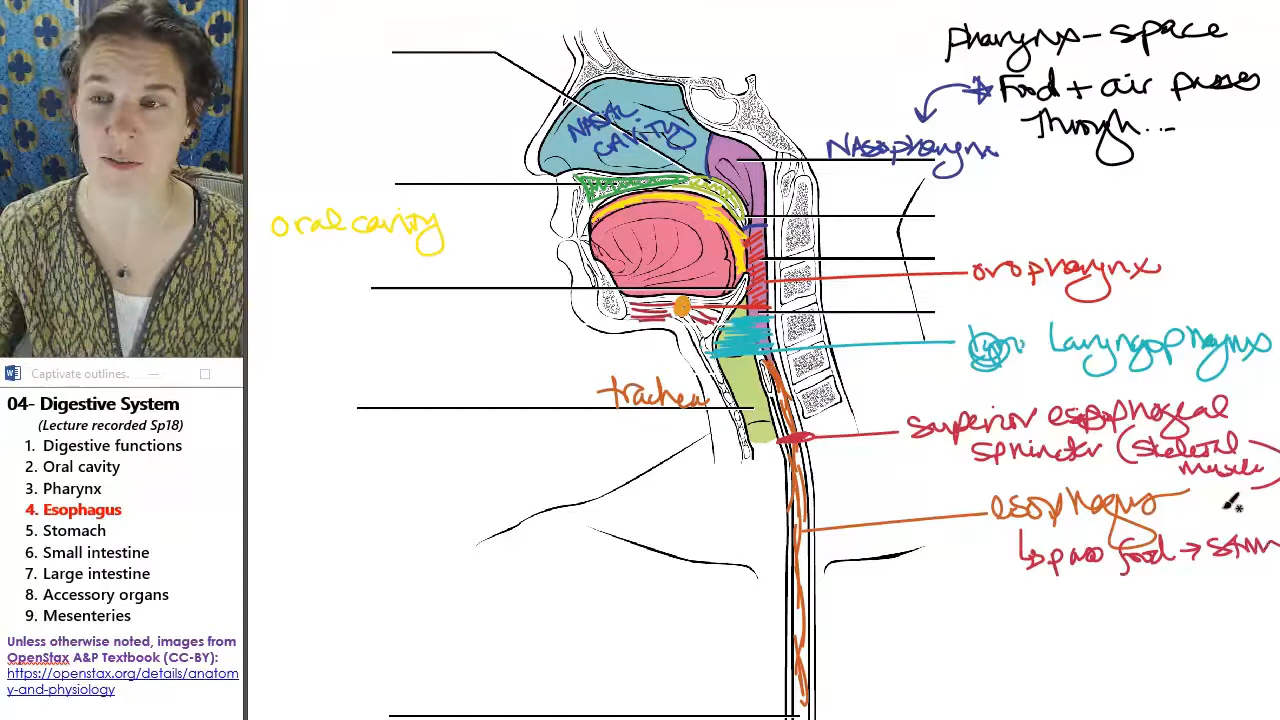 pharynx - space
Food + air passes
through...
NASAL
CAVITY
Nasopharynx
oral cavity
oropharynx
Laryngopharynx
trachea
superior esophageal
sphincter (skeletal
muscle
esophagus
food → stom
Captivate outlines.
04- Digestive System
(Lecture recorded Sp18)
1. Digestive functions
2. Oral cavity
3. Pharynx
4. Esophagus
5. Stomach
6. Small intestine
7. Large intestine
8. Accessory organs
9. Mesenteries
Unless otherwise noted, images from
OpenStax A&P Textbook (CC-BY):
https://openstax.org/details/anatom
y-and-physiology